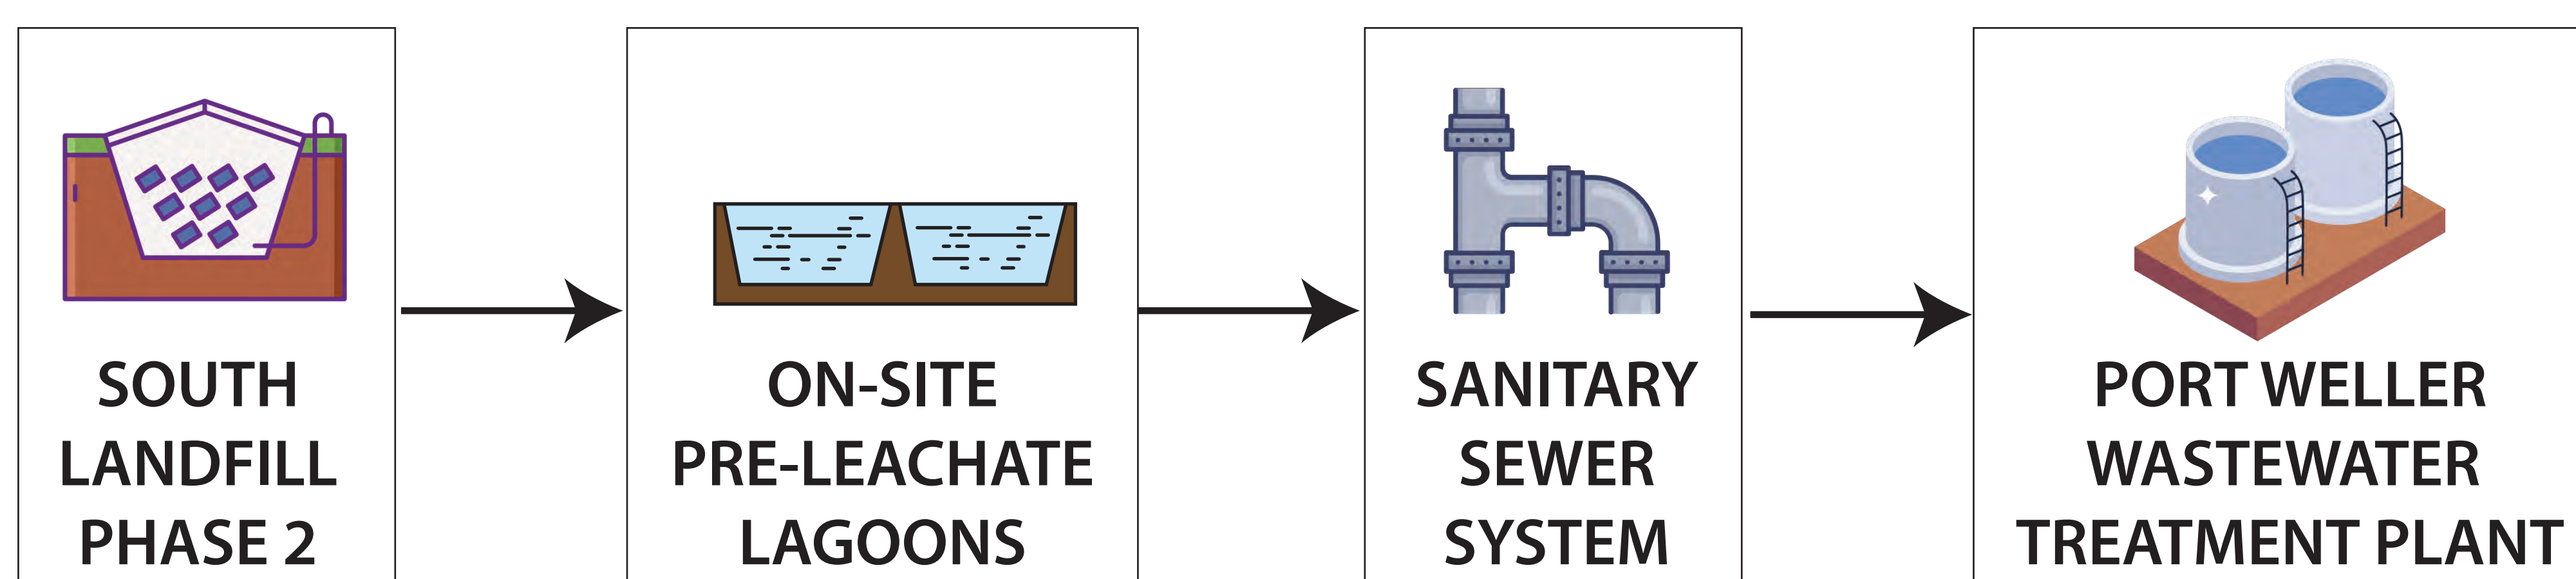 SOUTH
LANDFILL
PHASE 2
ON-SITE
PRE-LEACHATE
LAGOONS
SANITARY
SEWER
SYSTEM
PORT WELLER
WASTEWATER
TREATMENT PLANT